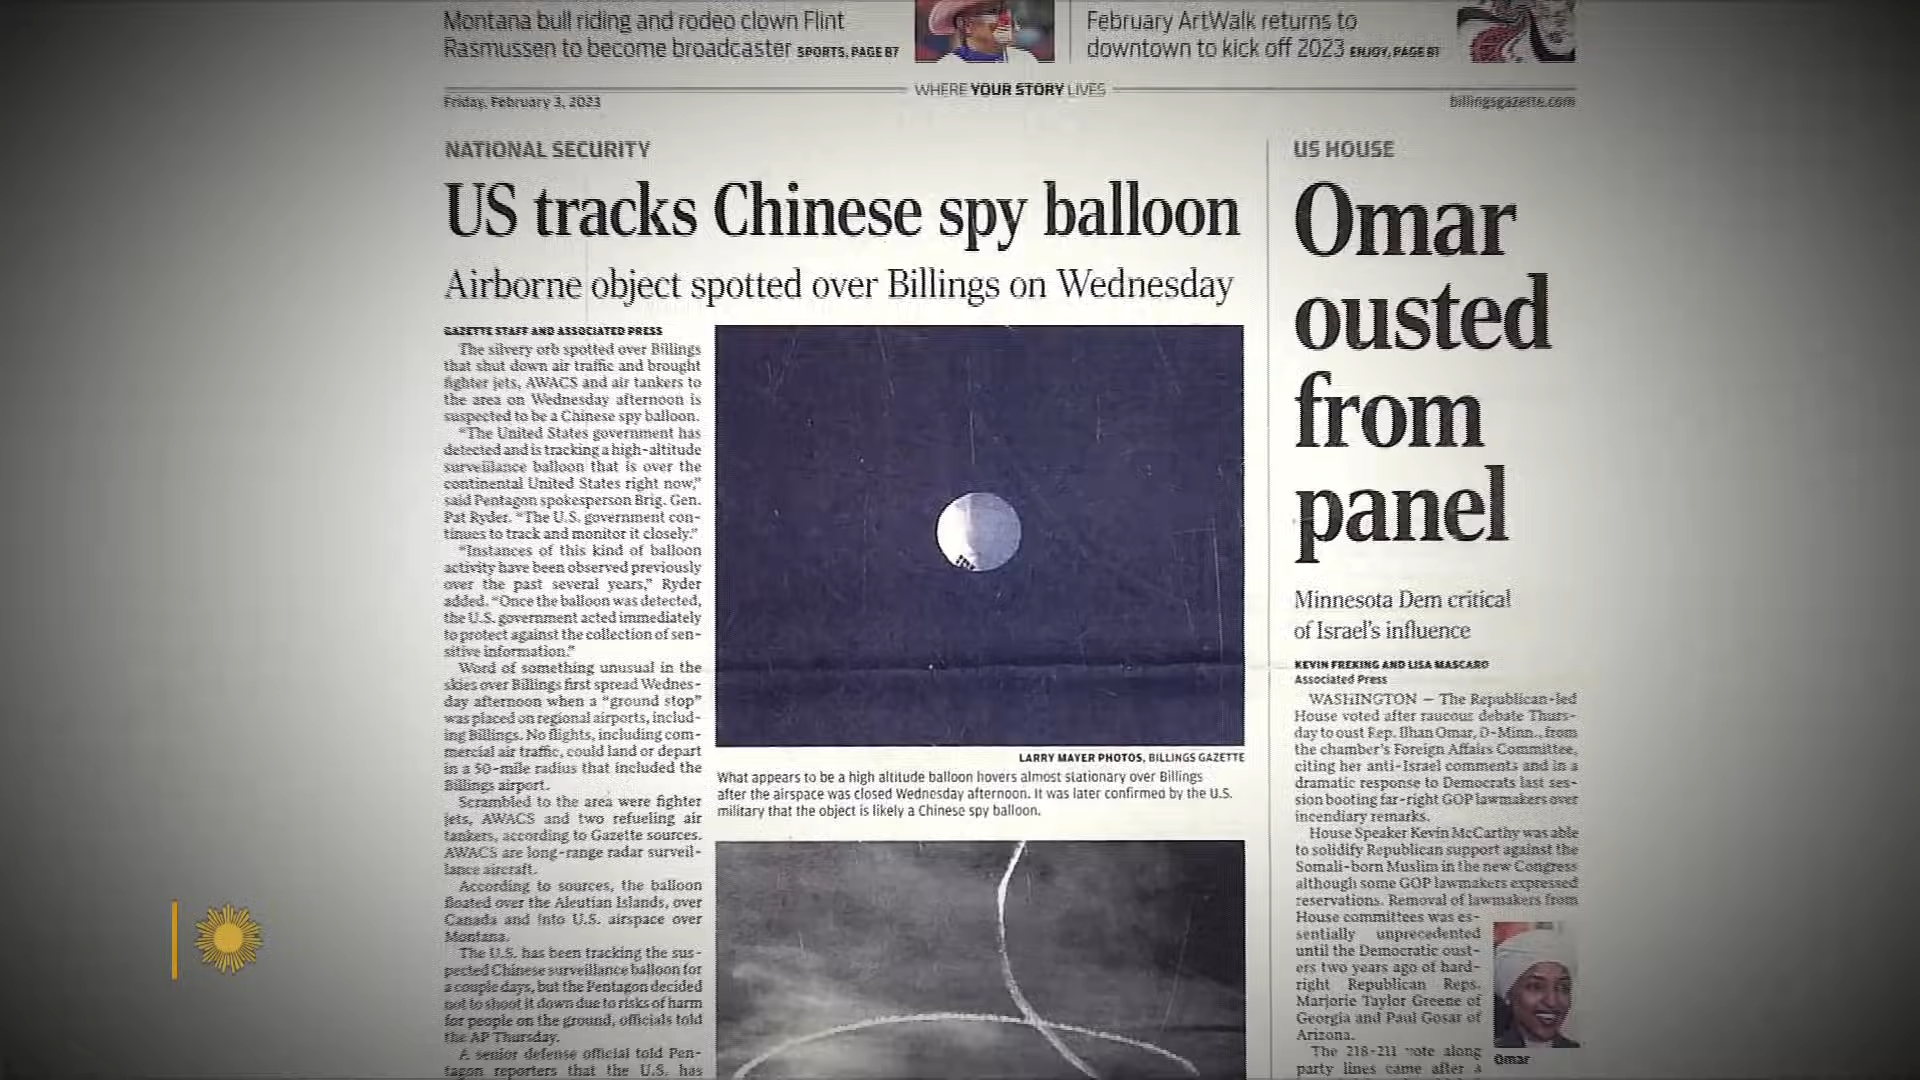 Montana bull riding and rodeo clown Flint
Rasmussen to become broadcaster SPORTS, PAGE B7
February ArtWalk returns to
downtown to kick off 2023 ENJOY, PAGE B1
WHERE YOUR STORY LIVES
Friday, February 3, 2023
billingsgazette.com
NATIONAL SECURITY
US tracks Chinese spy balloon
Airborne object spotted over Billings on Wednesday
GAZETTE STAFF AND ASSOCIATED PRESS
The silvery orb spotted over Billings
that shut down air traffic and brought
fighter jets, AWACS and air tankers to
the area on Wednesday afternoon is
suspected to be a Chinese spy balloon.
"The United States government has
detected and is tracking a high-altitude
surveillance balloon that is over the
continental United States right now,"
said Pentagon spokesperson Brig. Gen.
Pat Ryder. "The U.S. government con-
tinues to track and monitor it closely."
"Instances of this kind of balloon
activity have been observed previously
over the past several years," Ryder
added. "Once the balloon was detected,
the U.S. government acted immediately
to protect against the collection of sen-
sitive information."
Word of something unusual in the
skies over Billings first spread Wednes-
day afternoon when a "ground stop"
was placed on regional airports, includ-
ing Billings. No flights, including com-
mercial air traffic, could land or depart
in a 50-mile radius that included the
Billings airport.
Scrambled to the area were fighter
jets, AWACS and two refueling air
tankers, according to Gazette sources.
AWACS are long-range radar surveil-
lance aircraft.
According to sources, the balloon
floated over the Aleutian Islands, over
Canada and into U.S. airspace over
Montana.
The U.S. has been tracking the sus-
pected Chinese surveillance balloon for
a couple days, but the Pentagon decided
not to shoot it down due to risks of harm
for people on the ground, officials told
the AP Thursday.
A senior defense official told Pen-
tagon reporters that the U.S. has
LARRY MAYER PHOTOS, BILLINGS GAZETTE
What appears to be a high altitude balloon hovers almost stationary over Billings
after the airspace was closed Wednesday afternoon. It was later confirmed by the U.S.
military that the object is likely a Chinese spy balloon.
US HOUSE
Omar
ousted
from
panel
Minnesota Dem critical
of Israel's influence
KEVIN FREKING AND LISA MASCARO
Associated Press
WASHINGTON — The Republican-led
House voted after raucous debate Thurs-
day to oust Rep. Ilhan Omar, D-Minn., from
the chamber's Foreign Affairs Committee,
citing her anti-Israel comments and in a
dramatic response to Democrats last ses-
sion booting far-right GOP lawmakers over
incendiary remarks.
House Speaker Kevin McCarthy was able
to solidify Republican support against the
Somali-born Muslim in the new Congress
although some GOP lawmakers expressed
reservations. Removal of lawmakers from
House committees was es-
sentially unprecedented
until the Democratic oust-
ers two years ago of hard-
right Republican Reps.
Marjorie Taylor Greene of
Georgia and Paul Gosar of
Arizona.
The 218-211 vote along
party lines came after a
Omar